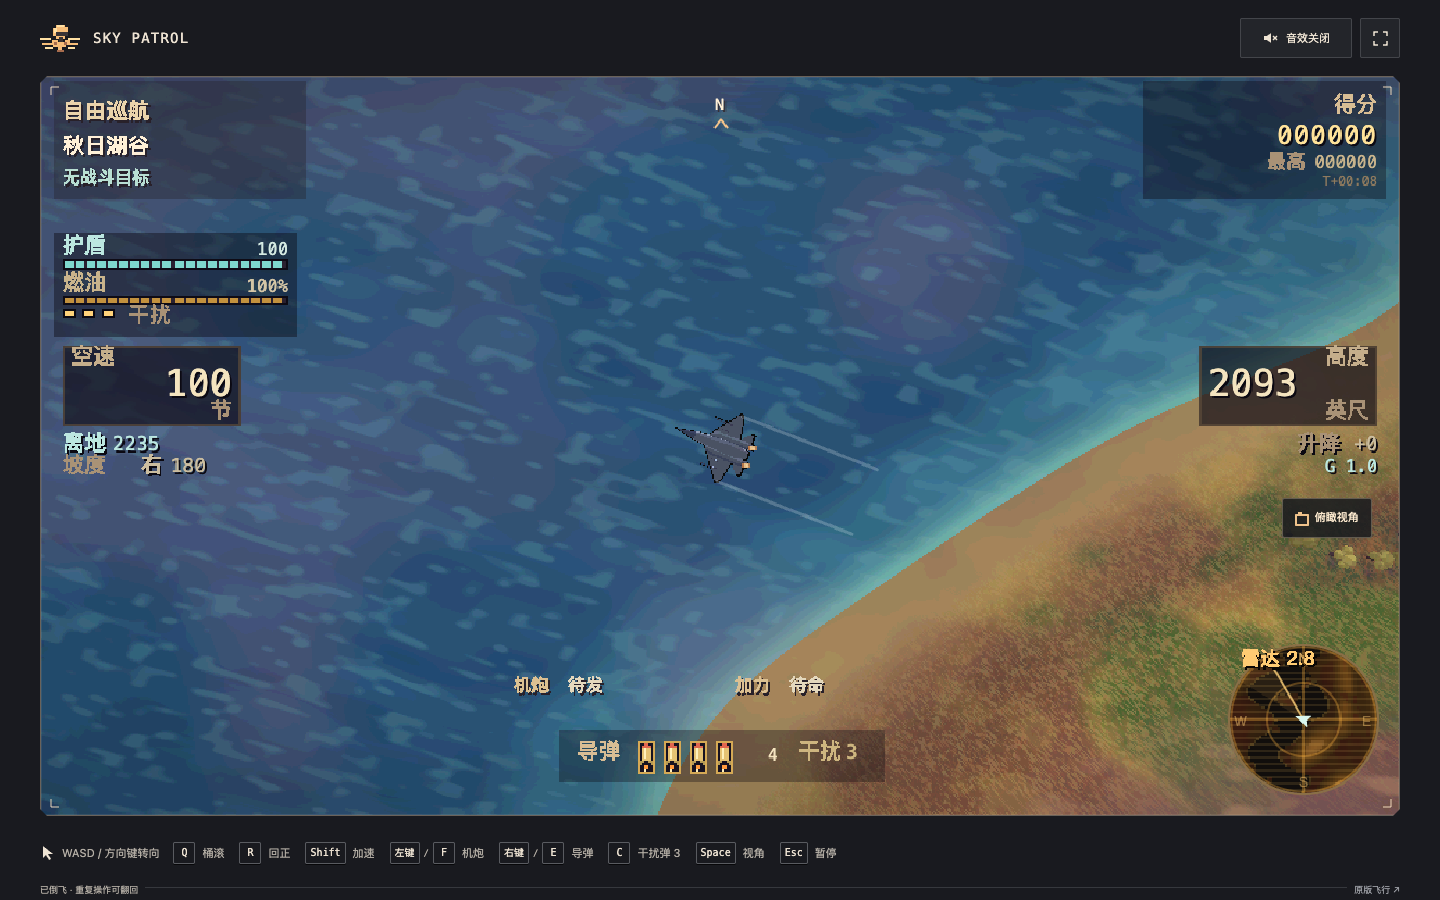 SKY PATROL
音效关闭
自由巡航
秋日湖谷
无战斗目标
N
得分
000000
最高 000000
T+00:08
护盾 100
燃油 100%
干扰
空速
100
节
离地 2235
坡度 右 180
高度
2093
英尺
升降 +0
G 1.0
俯瞰视角
雷达 2.8
W E
S
机炮 待发 加力 待命
导弹 4 干扰 3
WASD / 方向键转向 Q 桶滚 R 回正 Shift 加速 左键 / F 机炮 右键 / E 导弹 C 干扰弹 3 Space 视角 Esc 暂停
已倒飞 · 重复操作可翻回
原版飞行 ↗